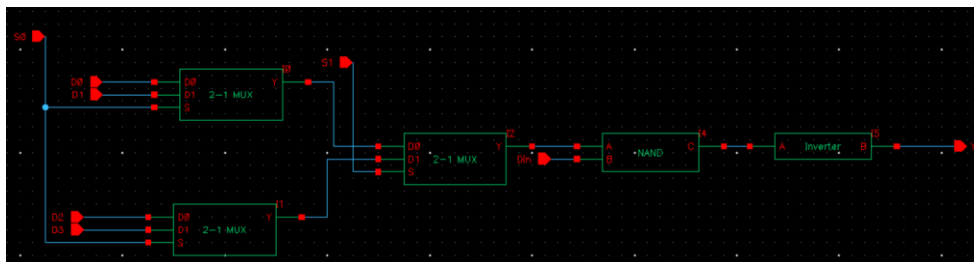 S0
S1
I0
D0 D0 Y
D1 D1 2-1 MUX
S
D0 Y I2 A C I4 A Inverter B I5 Y
D1 2-1 MUX Din B NAND
S
I1
D2 D0 Y
D3 D1 2-1 MUX
S